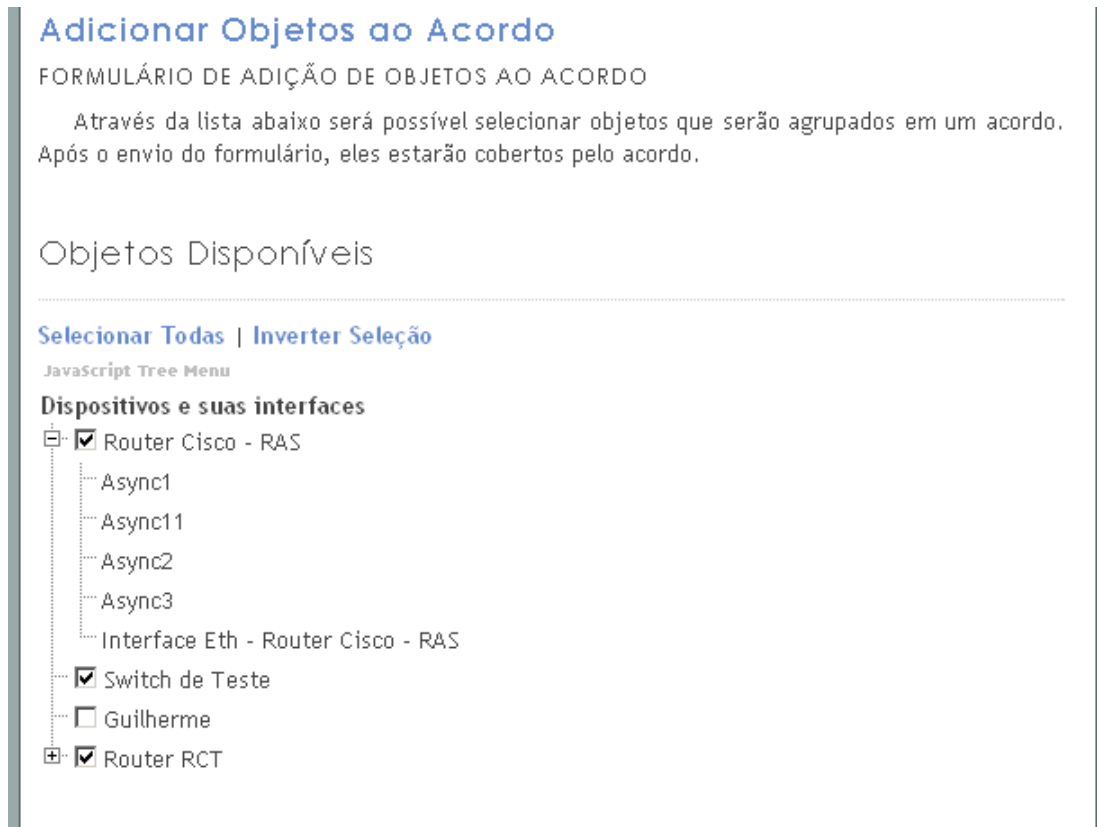 Adicionar Objetos ao Acordo
FORMULÁRIO DE ADIÇÃO DE OBJETOS AO ACORDO
Através da lista abaixo será possível selecionar objetos que serão agrupados em um acordo.
Após o envio do formulário, eles estarão cobertos pelo acordo.
Objetos Disponíveis
Selecionar Todas | Inverter Seleção
JavaScript Tree Menu
Dispositivos e suas interfaces
Router Cisco - RAS
Async1
Async11
Async2
Async3
Interface Eth - Router Cisco - RAS
Switch de Teste
Guilherme
Router RCT